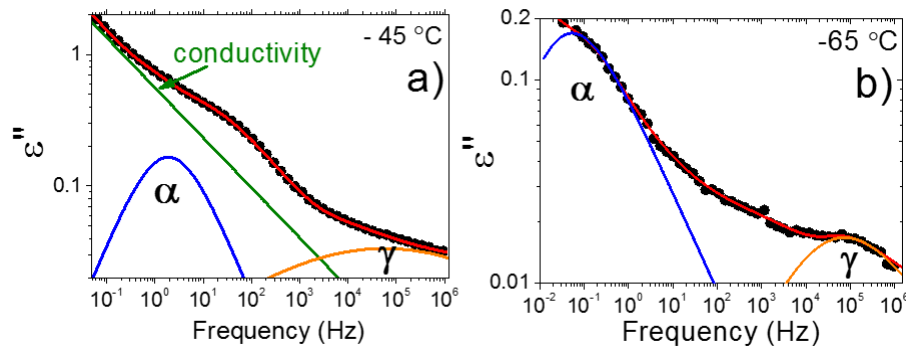 - 45 °C
a)
conductivity
α
γ
1
0.1
ε"
10⁻¹ 10⁰ 10¹ 10² 10³ 10⁴ 10⁵ 10⁶
Frequency (Hz)
-65 °C
b)
α
γ
0.2
0.1
0.01
ε"
10⁻² 10⁻¹ 10⁰ 10¹ 10² 10³ 10⁴ 10⁵ 10⁶
Frequency (Hz)